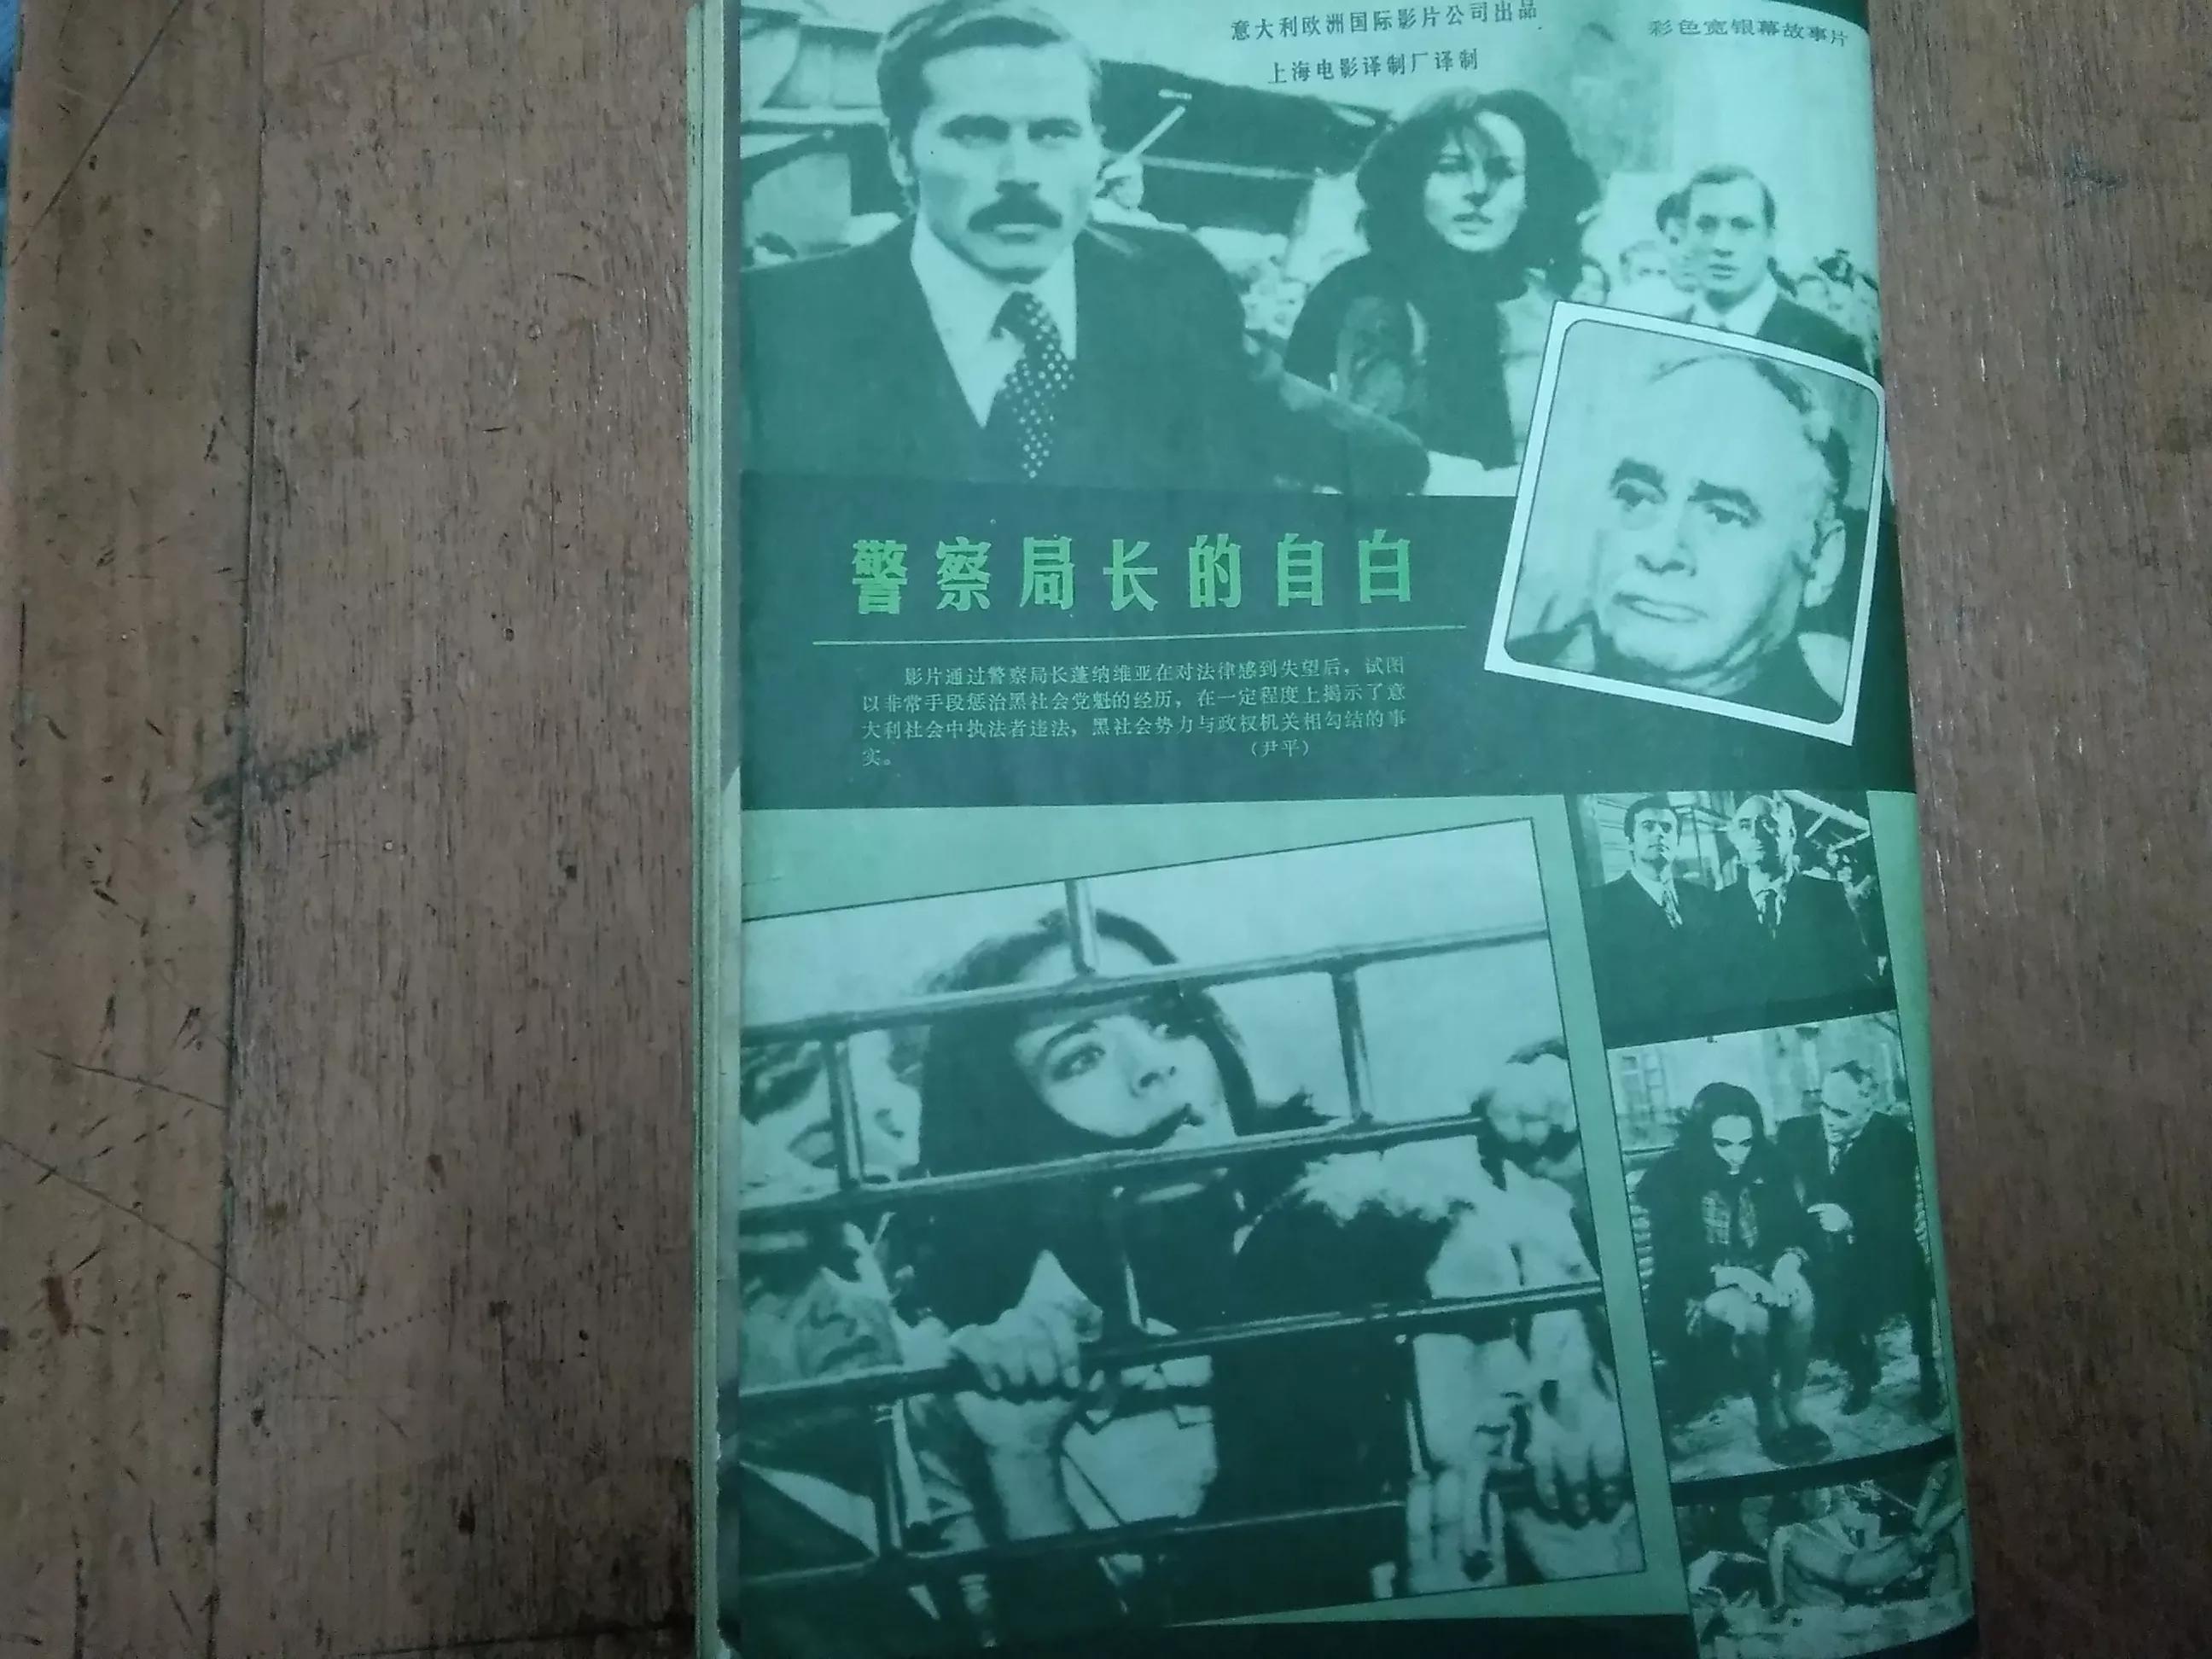 意大利欧洲国际影片公司出品
彩色宽银幕故事片
上海电影译制厂译制
警察局长的自白
影片通过警察局长蓬纳维亚在对法律感到失望后，试图
以非常手段惩治黑社会党魁的经历，在一定程度上揭示了意
大利社会中执法者违法，黑社会势力与政权机关相勾结的事
实。（尹平）